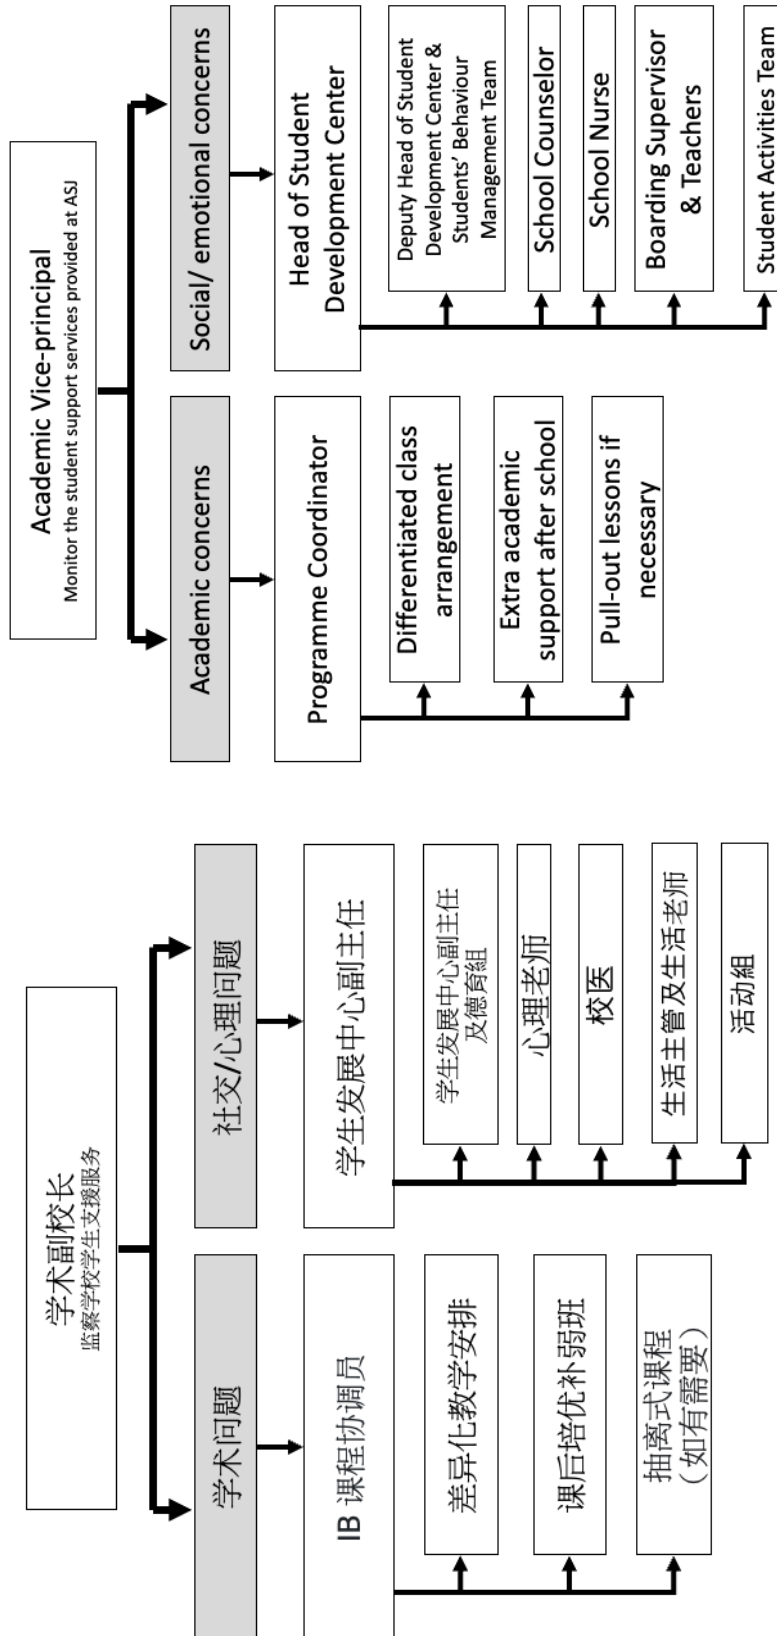 学术副校长
监察学校学生支援服务
学术问题
社交/心理问题
IB 课程协调员
学生发展中心副主任
差异化教学安排
课后培优补弱班
抽离式课程
（如有需要）
学生发展中心副主任
及德育組
心理老师
校医
生活主管及生活老师
活动組
Academic Vice-principal
Monitor the student support services provided at ASJ
Academic concerns
Social/ emotional concerns
Programme Coordinator
Head of Student
Development Center
Differentiated class
arrangement
Extra academic
support after school
Pull-out lessons if
necessary
Deputy Head of Student
Development Center &
Students’ Behaviour
Management Team
School Counselor
School Nurse
Boarding Supervisor
& Teachers
Student Activities Team